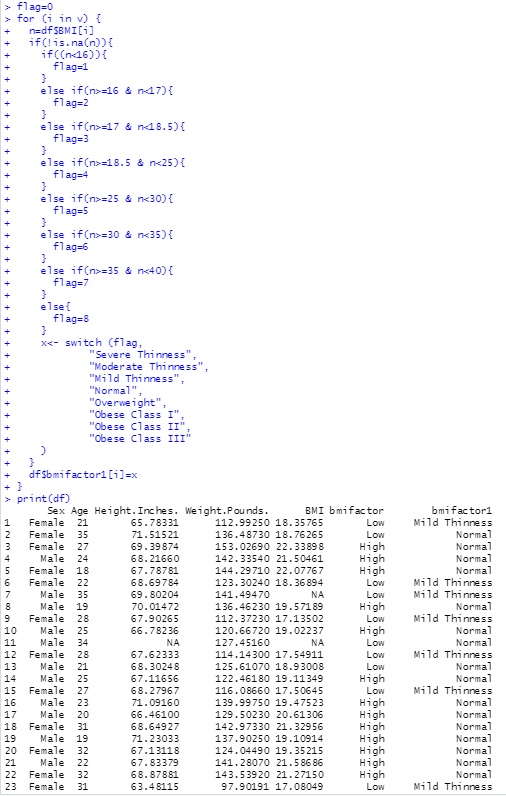 > flag=0
> for (i in v) {
+   n=df$BMI[i]
+   if(!is.na(n)){
+     if((n<16)){
+       flag=1
+     }
+     else if(n>=16 & n<17){
+       flag=2
+     }
+     else if(n>=17 & n<18.5){
+       flag=3
+     }
+     else if(n>=18.5 & n<25){
+       flag=4
+     }
+     else if(n>=25 & n<30){
+       flag=5
+     }
+     else if(n>=30 & n<35){
+       flag=6
+     }
+     else if(n>=35 & n<40){
+       flag=7
+     }
+     else{
+       flag=8
+     }
+     x<- switch (flag,
+             "Severe Thinness",
+             "Moderate Thinness",
+             "Mild Thinness",
+             "Normal",
+             "Overweight",
+             "Obese Class I",
+             "Obese Class II",
+             "Obese Class III"
+     )
+   }
+   df$bmifactor1[i]=x
+ }
> print(df)
      Sex Age Height.Inches. Weight.Pounds.      BMI bmifactor     bmifactor1
1  Female  21       65.78331      112.99250 18.35765       Low  Mild Thinness
2  Female  35       71.51521      136.48730 18.76265       Low         Normal
3  Female  27       69.39874      153.02690 22.33898      High         Normal
4    Male  24       68.21660      142.33540 21.50461      High         Normal
5  Female  18       67.78781      144.29710 22.07767      High         Normal
6  Female  22       68.69784      123.30240 18.36894       Low  Mild Thinness
7    Male  35       69.80204      141.49470       NA       Low  Mild Thinness
8    Male  19       70.01472      136.46230 19.57189      High         Normal
9  Female  28       67.90265      112.37230 17.13502       Low  Mild Thinness
10   Male  25       66.78236      120.66720 19.02237      High         Normal
11   Male  34             NA      127.45160       NA       Low         Normal
12 Female  28       67.62333      114.14300 17.54911       Low  Mild Thinness
13   Male  21       68.30248      125.61070 18.93008       Low         Normal
14   Male  25       67.11656      122.46180 19.11349      High         Normal
15 Female  27       68.27967      116.08660 17.50645       Low  Mild Thinness
16   Male  23       71.09160      139.99750 19.47523      High         Normal
17   Male  20       66.46100      129.50230 20.61306      High         Normal
18 Female  31       68.64927      142.97330 21.32956      High         Normal
19   Male  19       71.23033      137.90250 19.10914      High         Normal
20 Female  32       67.13118      124.04490 19.35215      High         Normal
21   Male  22       67.83379      141.28070 21.58686      High         Normal
22 Female  32       68.87881      143.53920 21.27150      High         Normal
23 Female  31       63.48115       97.90191 17.08049       Low  Mild Thinness